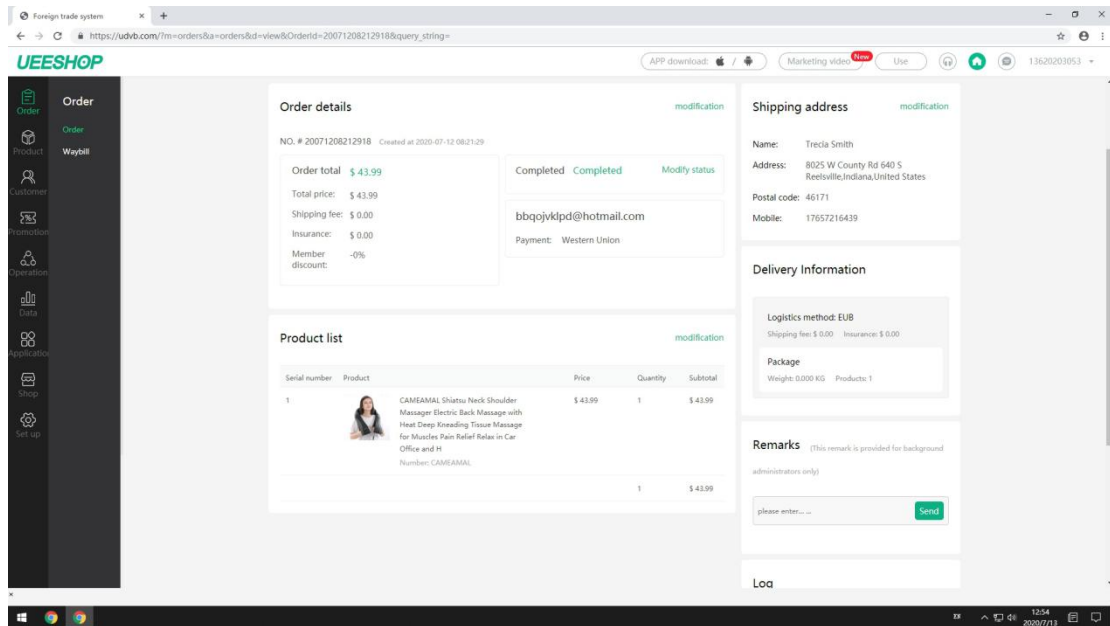 Foreign trade system
https://udvb.com/?m=orders&a=orders&d=view&OrderId=20071208212918&query_string=
UEESHOP
APP download: /
Marketing video
New
Use
13620203053
Order
Product
Customer
Promotion
Operation
Data
Application
Shop
Set up
Order
Order
Waybill
Order details
modification
NO. # 20071208212918 Created at 2020-07-12 08:21:29
Order total $ 43.99
Total price: $ 43.99
Shipping fee: $ 0.00
Insurance: $ 0.00
Member discount: -0%
Completed Completed Modify status
bbqojvklpd@hotmail.com
Payment: Western Union
Product list
modification
Serial number Product Price Quantity Subtotal
1 CAMEAMAL Shiatsu Neck Shoulder $ 43.99 1 $ 43.99
Massager Electric Back Massage with
Heat Deep Kneading Tissue Massage
for Muscles Pain Relief Relax in Car
Office and H
Number: CAMEAMAL
1 $ 43.99
Shipping address modification
Name: Trecia Smith
Address: 8025 W County Rd 640 S
Reelsville,Indiana,United States
Postal code: 46171
Mobile: 17657216439
Delivery Information
Logistics method: EUB
Shipping fee: $ 0.00 Insurance: $ 0.00
Package
Weight: 0.000 KG Products: 1
Remarks (This remark is provided for background
administrators only)
please enter... ...
Send
Log
12:54
2020/7/13